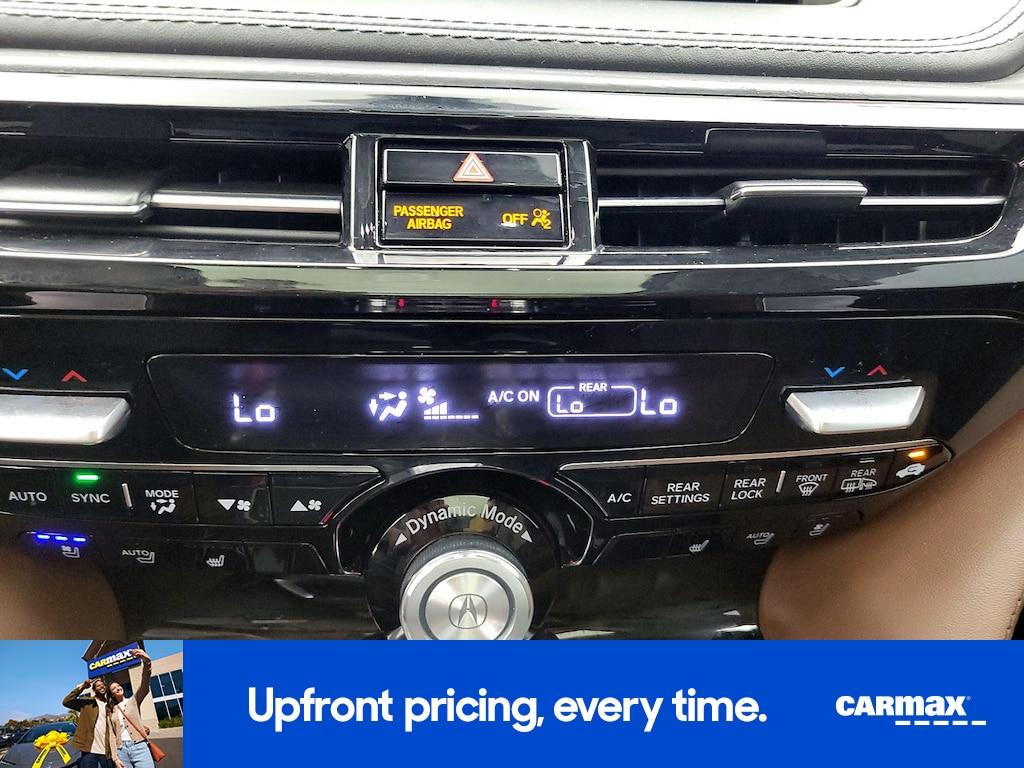 PASSENGER
AIRBAG
OFF
Lo
A/C ON
REAR
Lo
Lo
AUTO
SYNC
MODE
A/C
REAR
SETTINGS
REAR
LOCK
FRONT
REAR
Dynamic Mode
AUTO
AUTO
CARMAX
Upfront pricing, every time.
CARMAX